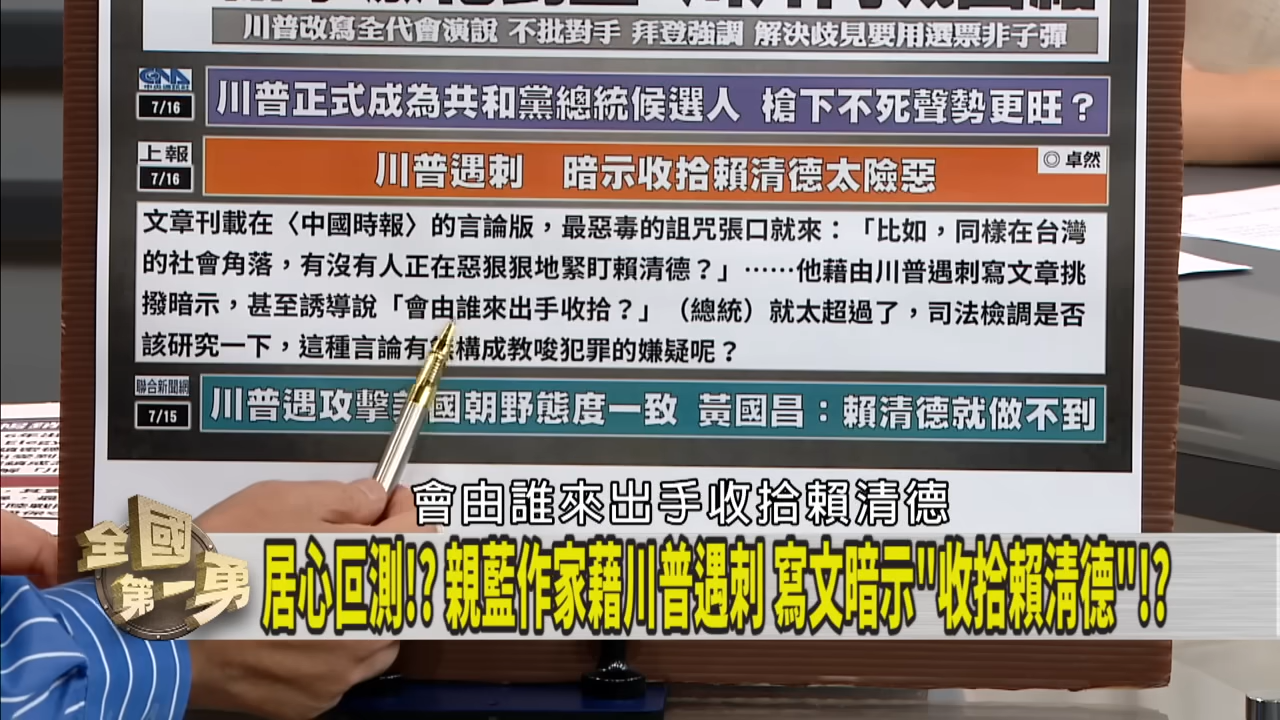 川普改寫全代會演說 不批對手 拜登強調 解決歧見要用選票非子彈
CNA
中央通訊社
7/16
川普正式成為共和黨總統候選人 槍下不死聲勢更旺？
上報
7/16
川普遇刺 暗示收拾賴清德太險惡
◎ 卓然
文章刊載在〈中國時報〉的言論版，最惡毒的詛咒張口就來：「比如，同樣在台灣
的社會角落，有沒有人正在惡狠狠地緊盯賴清德？」……他藉由川普遇刺寫文章挑
撥暗示，甚至誘導說「會由誰來出手收拾？」（總統）就太超過了，司法檢調是否
該研究一下，這種言論有 構成教唆犯罪的嫌疑呢？
聯合新聞網
7/15
川普遇攻擊 國朝野態度一致 黃國昌：賴清德就做不到
會由誰來出手收拾賴清德
全國第一勇
居心叵測!? 親藍作家藉川普遇刺 寫文暗示"收拾賴清德"!?